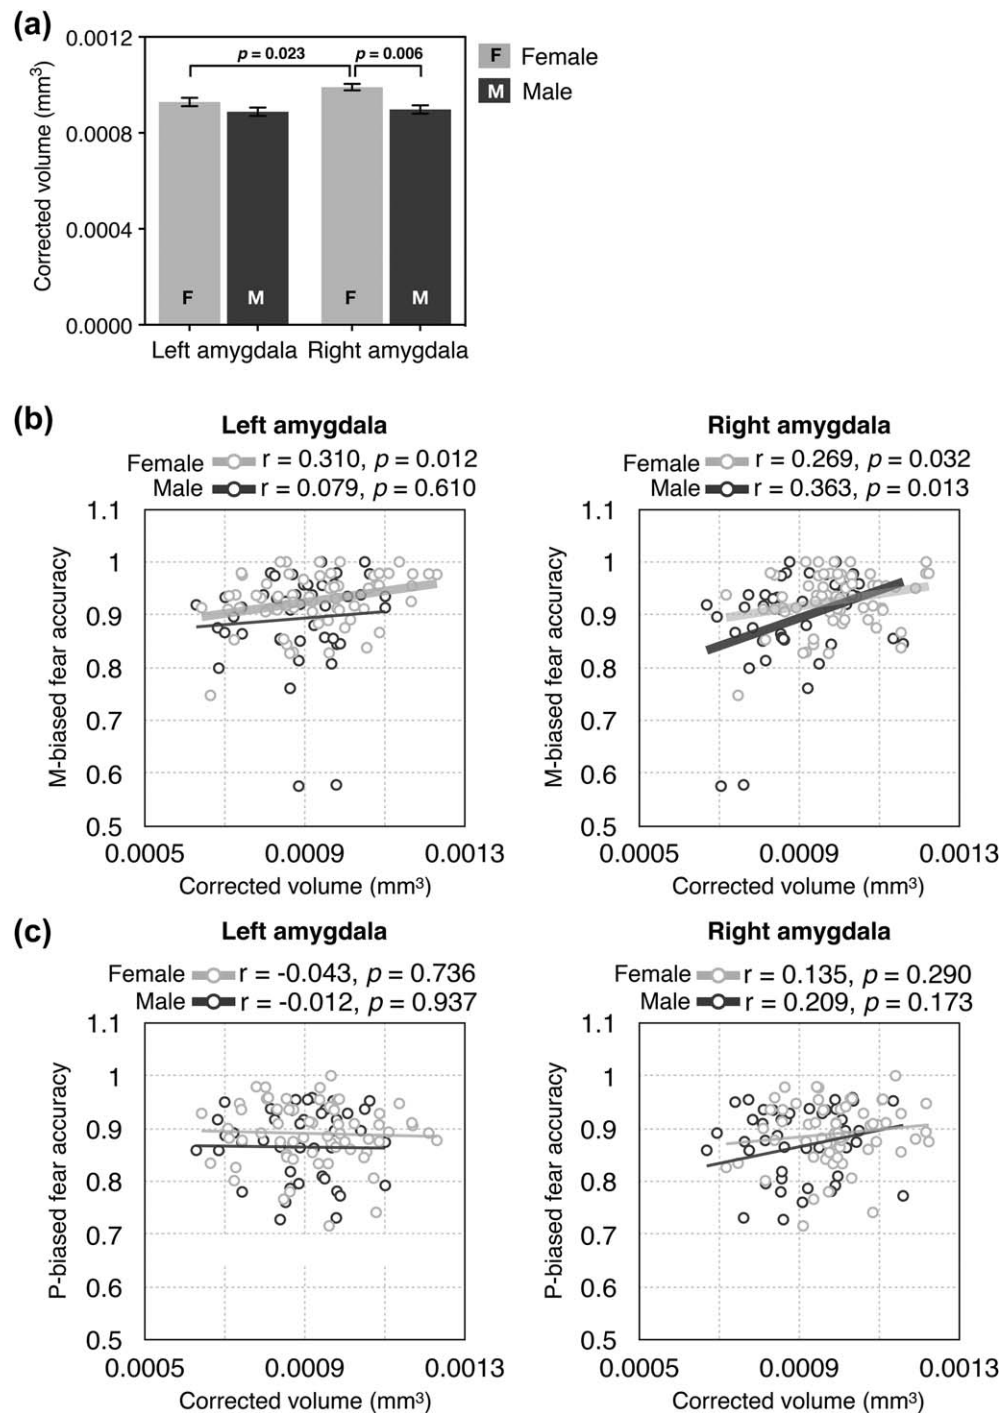 (a)
0.0012
0.0008
0.0004
0.0000
Corrected volume (mm³)
p = 0.023
p = 0.006
F Female
M Male
F M F M
Left amygdala Right amygdala
(b)
Left amygdala
Female r = 0.310, p = 0.012
Male r = 0.079, p = 0.610
1.1
1
0.9
0.8
0.7
0.6
0.5
M-biased fear accuracy
0.0005 0.0009 0.0013
Corrected volume (mm³)
Right amygdala
Female r = 0.269, p = 0.032
Male r = 0.363, p = 0.013
1.1
1
0.9
0.8
0.7
0.6
0.5
M-biased fear accuracy
0.0005 0.0009 0.0013
Corrected volume (mm³)
(c)
Left amygdala
Female r = -0.043, p = 0.736
Male r = -0.012, p = 0.937
1.1
1
0.9
0.8
0.7
0.6
0.5
P-biased fear accuracy
0.0005 0.0009 0.0013
Corrected volume (mm³)
Right amygdala
Female r = 0.135, p = 0.290
Male r = 0.209, p = 0.173
1.1
1
0.9
0.8
0.7
0.6
0.5
P-biased fear accuracy
0.0005 0.0009 0.0013
Corrected volume (mm³)